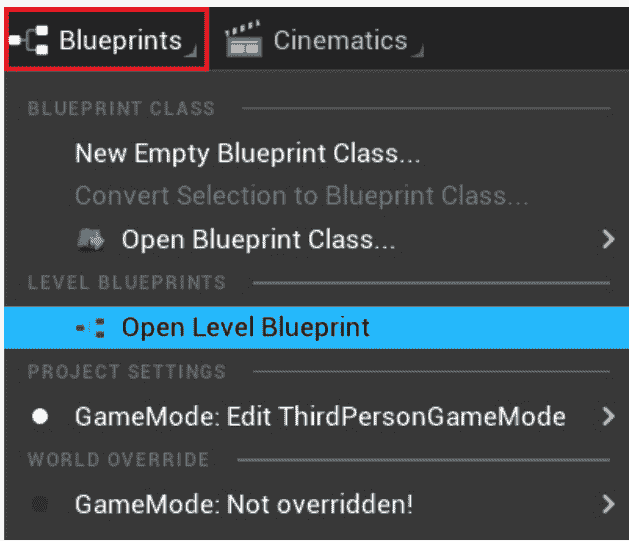 Blueprints Cinematics
BLUEPRINT CLASS
New Empty Blueprint Class...
Convert Selection to Blueprint Class...
Open Blueprint Class...
LEVEL BLUEPRINTS
Open Level Blueprint
PROJECT SETTINGS
GameMode: Edit ThirdPersonGameMode
WORLD OVERRIDE
GameMode: Not overridden!